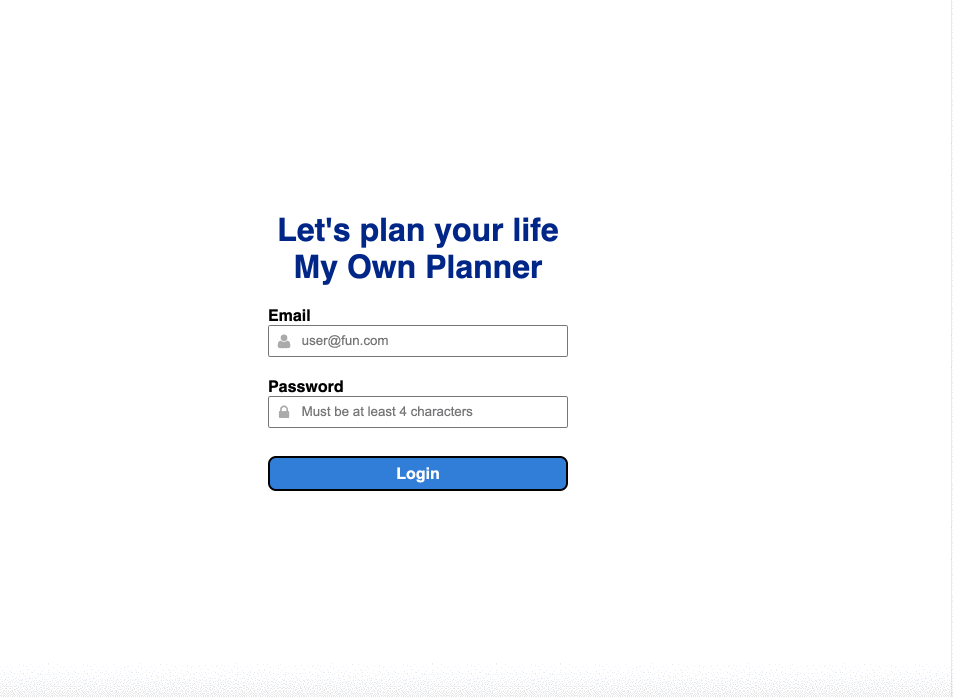 Let's plan your life
My Own Planner
Email
user@fun.com
Password
Must be at least 4 characters
Login